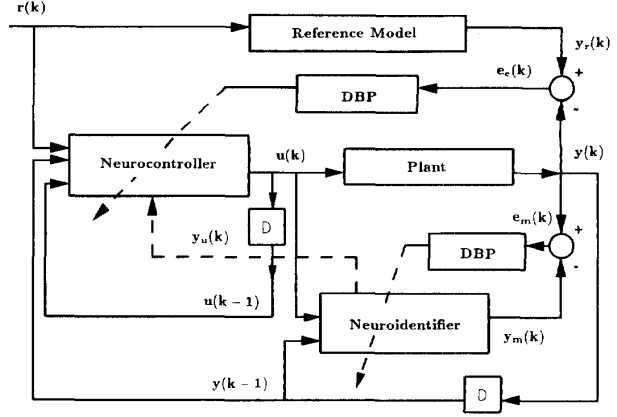 r(k)
Reference Model
y_r(k)
e_c(k)
+
DBP
-
Neurocontroller
u(k)
Plant
y(k)
D
y_u(k)
e_m(k)
+
DBP
-
u(k − 1)
Neuroidentifier
y_m(k)
y(k − 1)
D